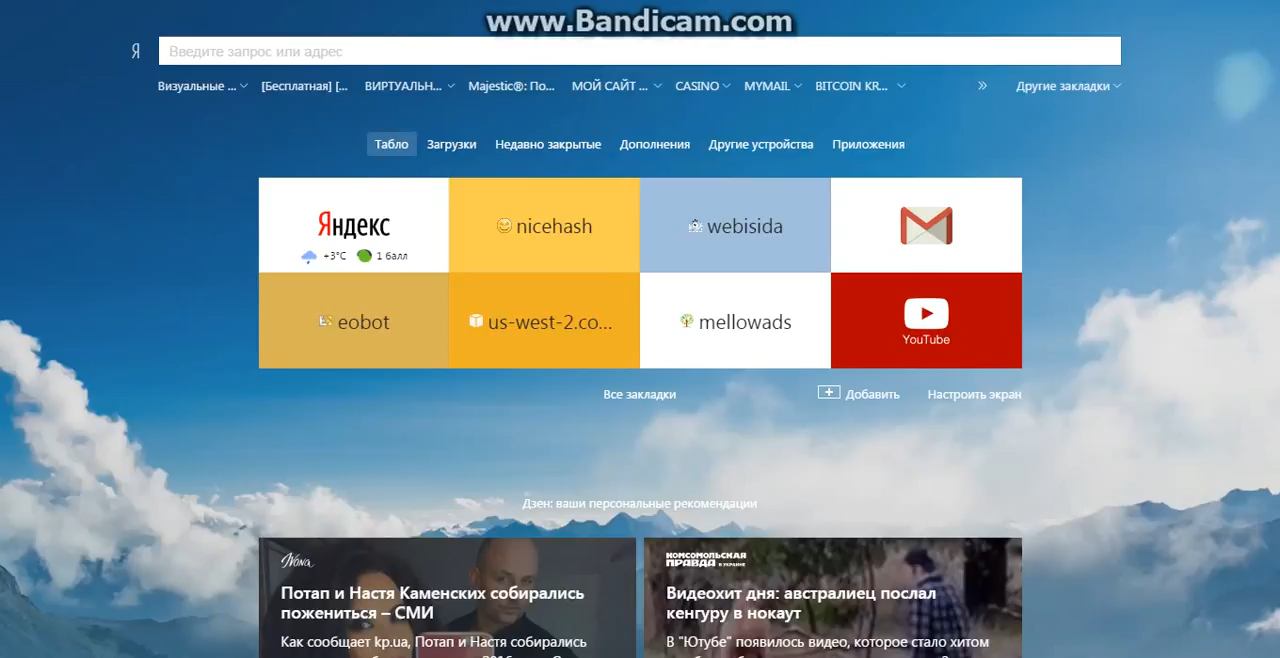 www.Bandicam.com
Я Введите запрос или адрес
Визуальные ... [Бесплатная] [... ВИРТУАЛЬН... Majestic®: По... МОЙ САЙТ ... CASINO MYMAIL BITCOIN KR... » Другие закладки
Табло Загрузки Недавно закрытые Дополнения Другие устройства Приложения
Яндекс
+3°C 1 балл
nicehash
webisida
eobot
us-west-2.co...
mellowads
YouTube
Все закладки Добавить Настроить экран
Дзен: ваши персональные рекомендации
Потап и Настя Каменских собирались
пожениться – СМИ
Как сообщает kp.ua, Потап и Настя собирались
КОМСОМОЛЬСКАЯ
ПРАВДА В УКРАИНЕ
Видеохит дня: австралиец послал
кенгуру в нокаут
В "Ютубе" появилось видео, которое стало хитом